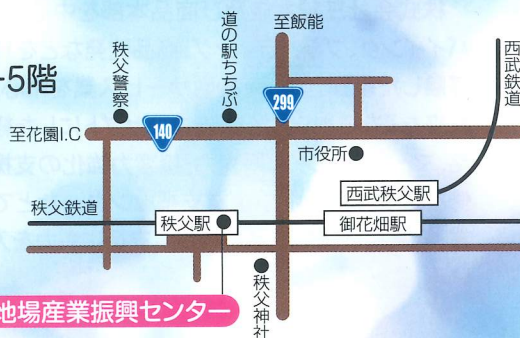 -5階
至飯能
道の駅ちちぶ
秩父警察
西武鉄道
299
140
至花園I.C
市役所
西武秩父駅
秩父鉄道
秩父駅
御花畑駅
地場産業振興センター
秩父神社